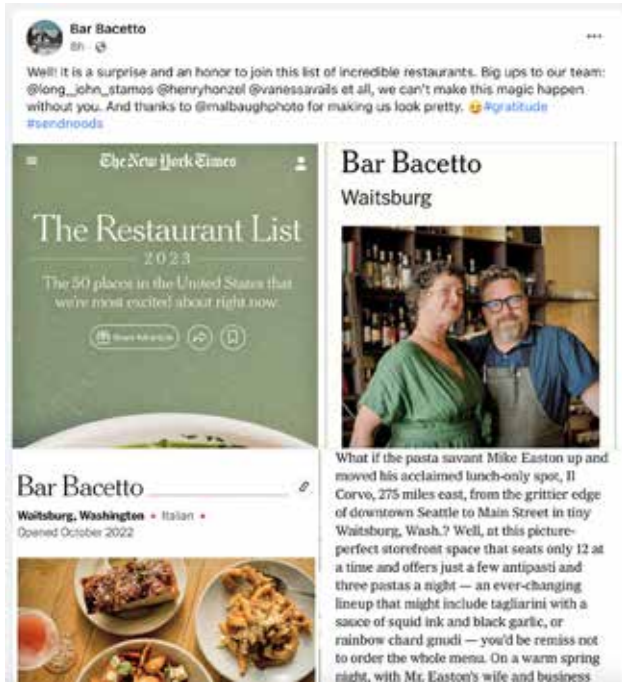 Bar Bacetto
8h
Well! It is a surprise and an honor to join this list of incredible restaurants. Big ups to our team:
@long_john_stamos @henryhonzel @vanessavails et all, we can't make this magic happen
without you. And thanks to @malbaughphoto for making us look pretty. 😉 #gratitude
#sendnoods
The New York Times
The Restaurant List
2023
The 50 places in the United States that
we're most excited about right now.
Bar Bacetto
Waitsburg, Washington • Italian •
Opened October 2022
Bar Bacetto
Waitsburg
What if the pasta savant Mike Easton up and
moved his acclaimed lunch-only spot, Il
Corvo, 275 miles east, from the grittier edge
of downtown Seattle to Main Street in tiny
Waitsburg, Wash.? Well, at this picture-
perfect storefront space that seats only 12 at
a time and offers just a few antipasti and
three pastas a night — an ever-changing
lineup that might include tagliarini with a
sauce of squid ink and black garlic, or
rainbow chard gnudi — you'd be remiss not
to order the whole menu. On a warm spring
night, with Mr. Easton's wife and business